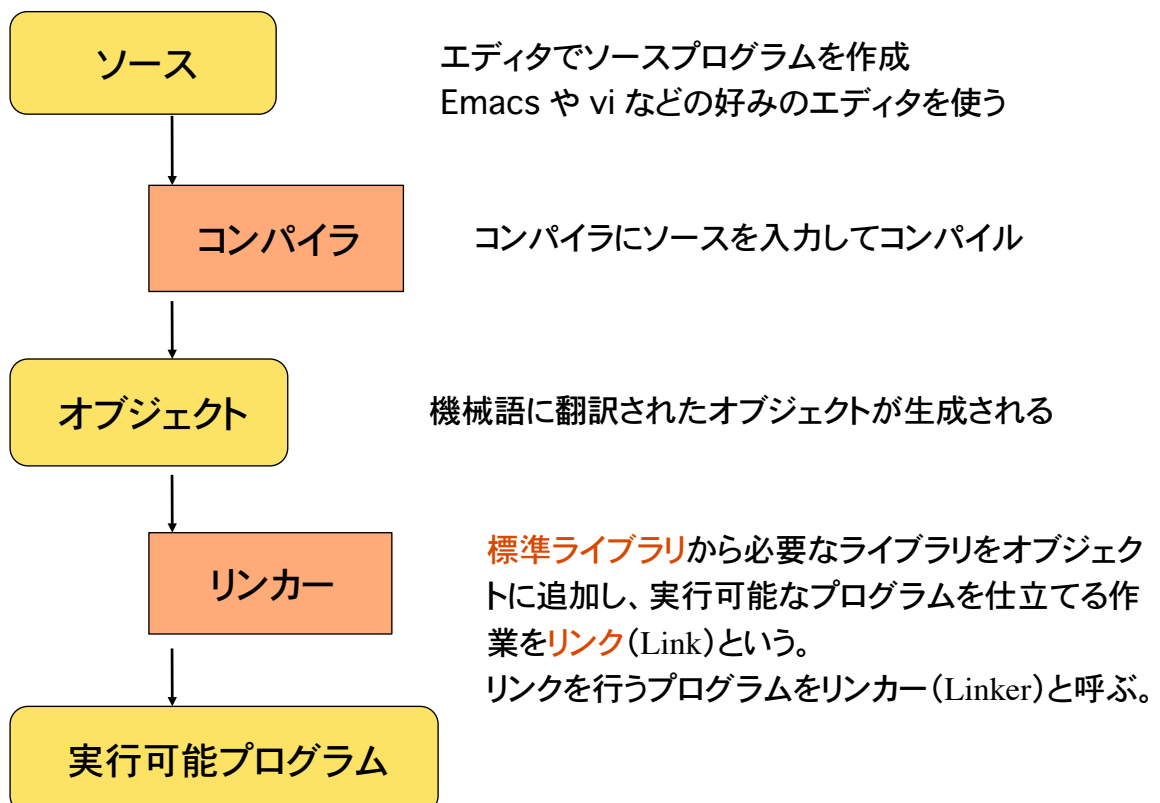 ソース
エディタでソースプログラムを作成
Emacs や vi などの好みのエディタを使う
コンパイラ
コンパイラにソースを入力してコンパイル
オブジェクト
機械語に翻訳されたオブジェクトが生成される
リンカー
標準ライブラリから必要なライブラリをオブジェク
トに追加し、実行可能なプログラムを仕立てる作
業をリンク(Link)という。
リンクを行うプログラムをリンカー(Linker)と呼ぶ。
実行可能プログラム